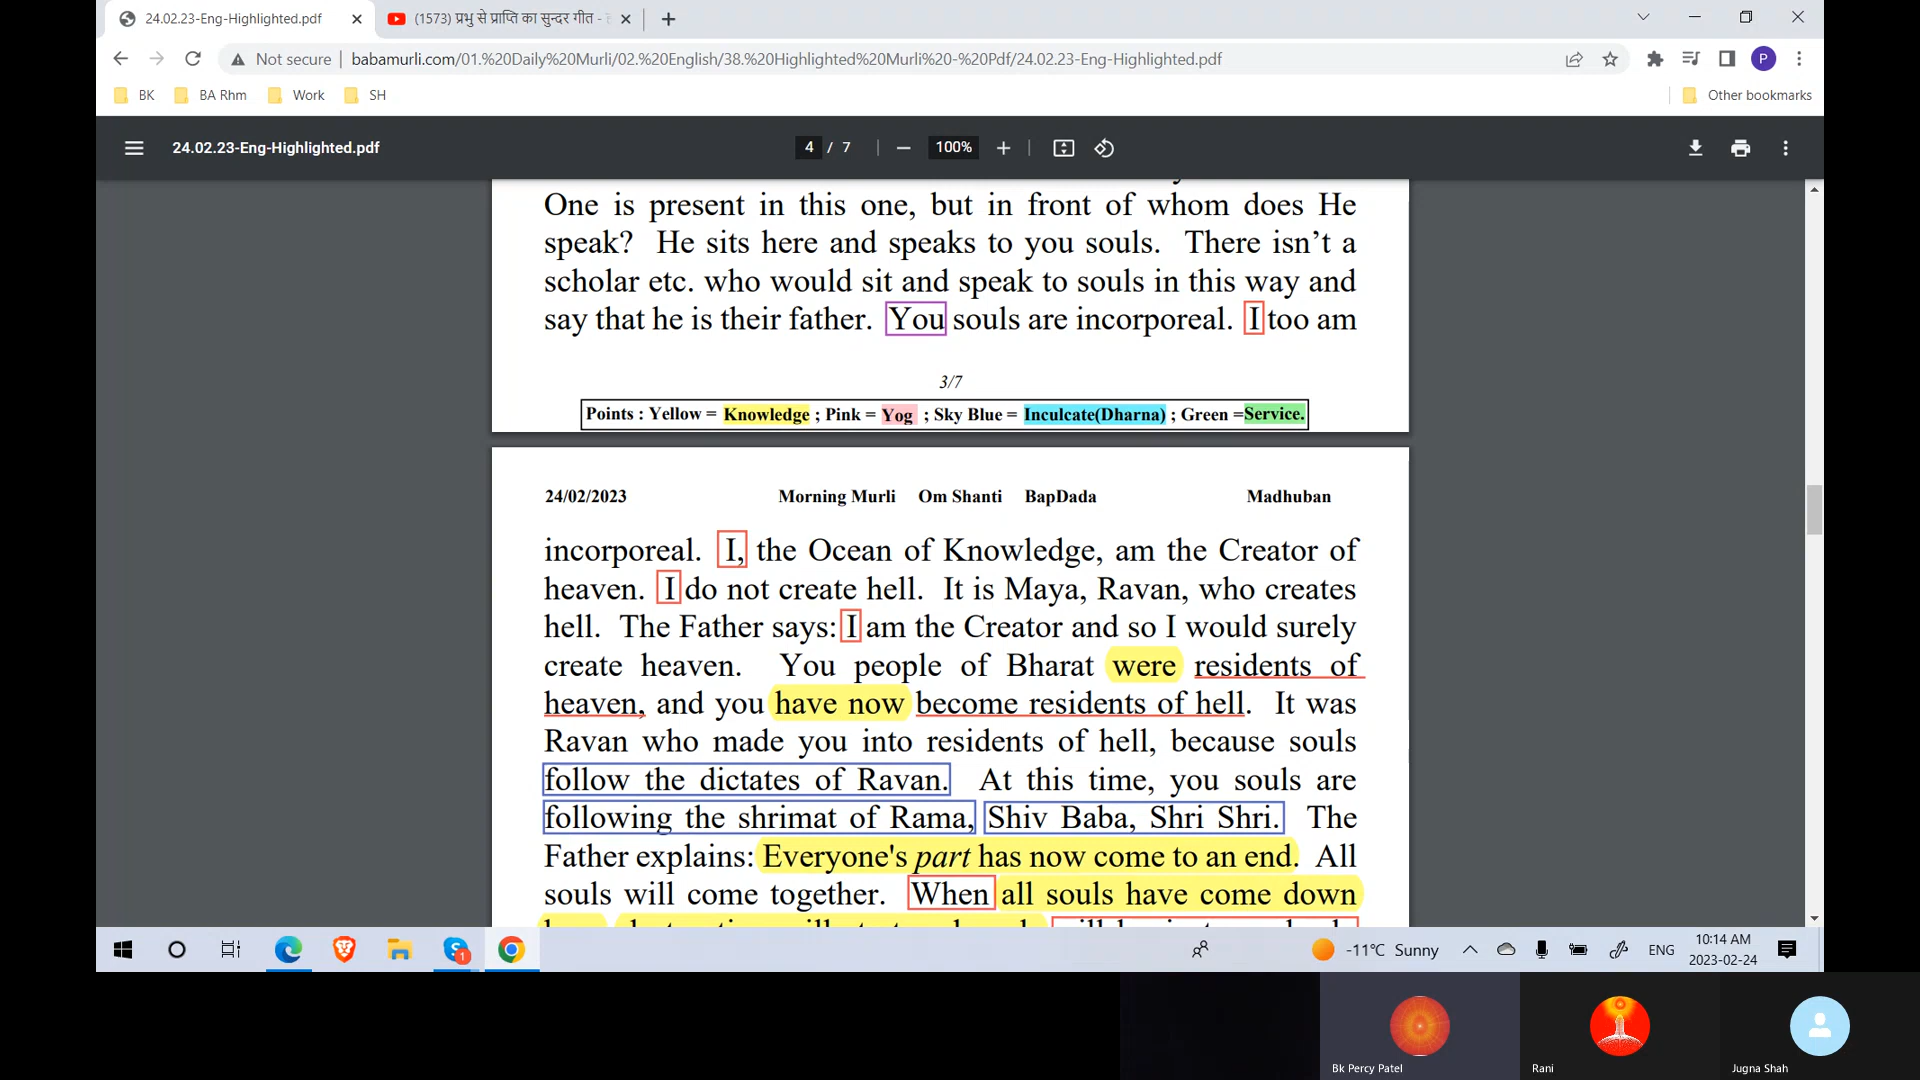 24.02.23-Eng-Highlighted.pdf
(1573) प्रभु से प्राप्ति का सुन्दर गीत -
Not secure
babamurli.com/01.%20Daily%20Murli/02.%20English/38.%20Highlighted%20Murli%20-%20Pdf/24.02.23-Eng-Highlighted.pdf
P
BK
BA Rhm
Work
SH
Other bookmarks
24.02.23-Eng-Highlighted.pdf
4 / 7
100%
One is present in this one, but in front of whom does He
speak? He sits here and speaks to you souls. There isn’t a
scholar etc. who would sit and speak to souls in this way and
say that he is their father. You souls are incorporeal. I too am
3/7
Points : Yellow = Knowledge ; Pink = Yog ; Sky Blue = Inculcate(Dharna) ; Green =Service.
24/02/2023 Morning Murli Om Shanti BapDada Madhuban
incorporeal. I, the Ocean of Knowledge, am the Creator of
heaven. I do not create hell. It is Maya, Ravan, who creates
hell. The Father says: I am the Creator and so I would surely
create heaven. You people of Bharat were residents of
heaven, and you have now become residents of hell. It was
Ravan who made you into residents of hell, because souls
follow the dictates of Ravan. At this time, you souls are
following the shrimat of Rama, Shiv Baba, Shri Shri. The
Father explains: Everyone's part has now come to an end. All
souls will come together. When all souls have come down
1
-11°C Sunny
ENG
10:14 AM
2023-02-24
Bk Percy Patel
Rani
Jugna Shah